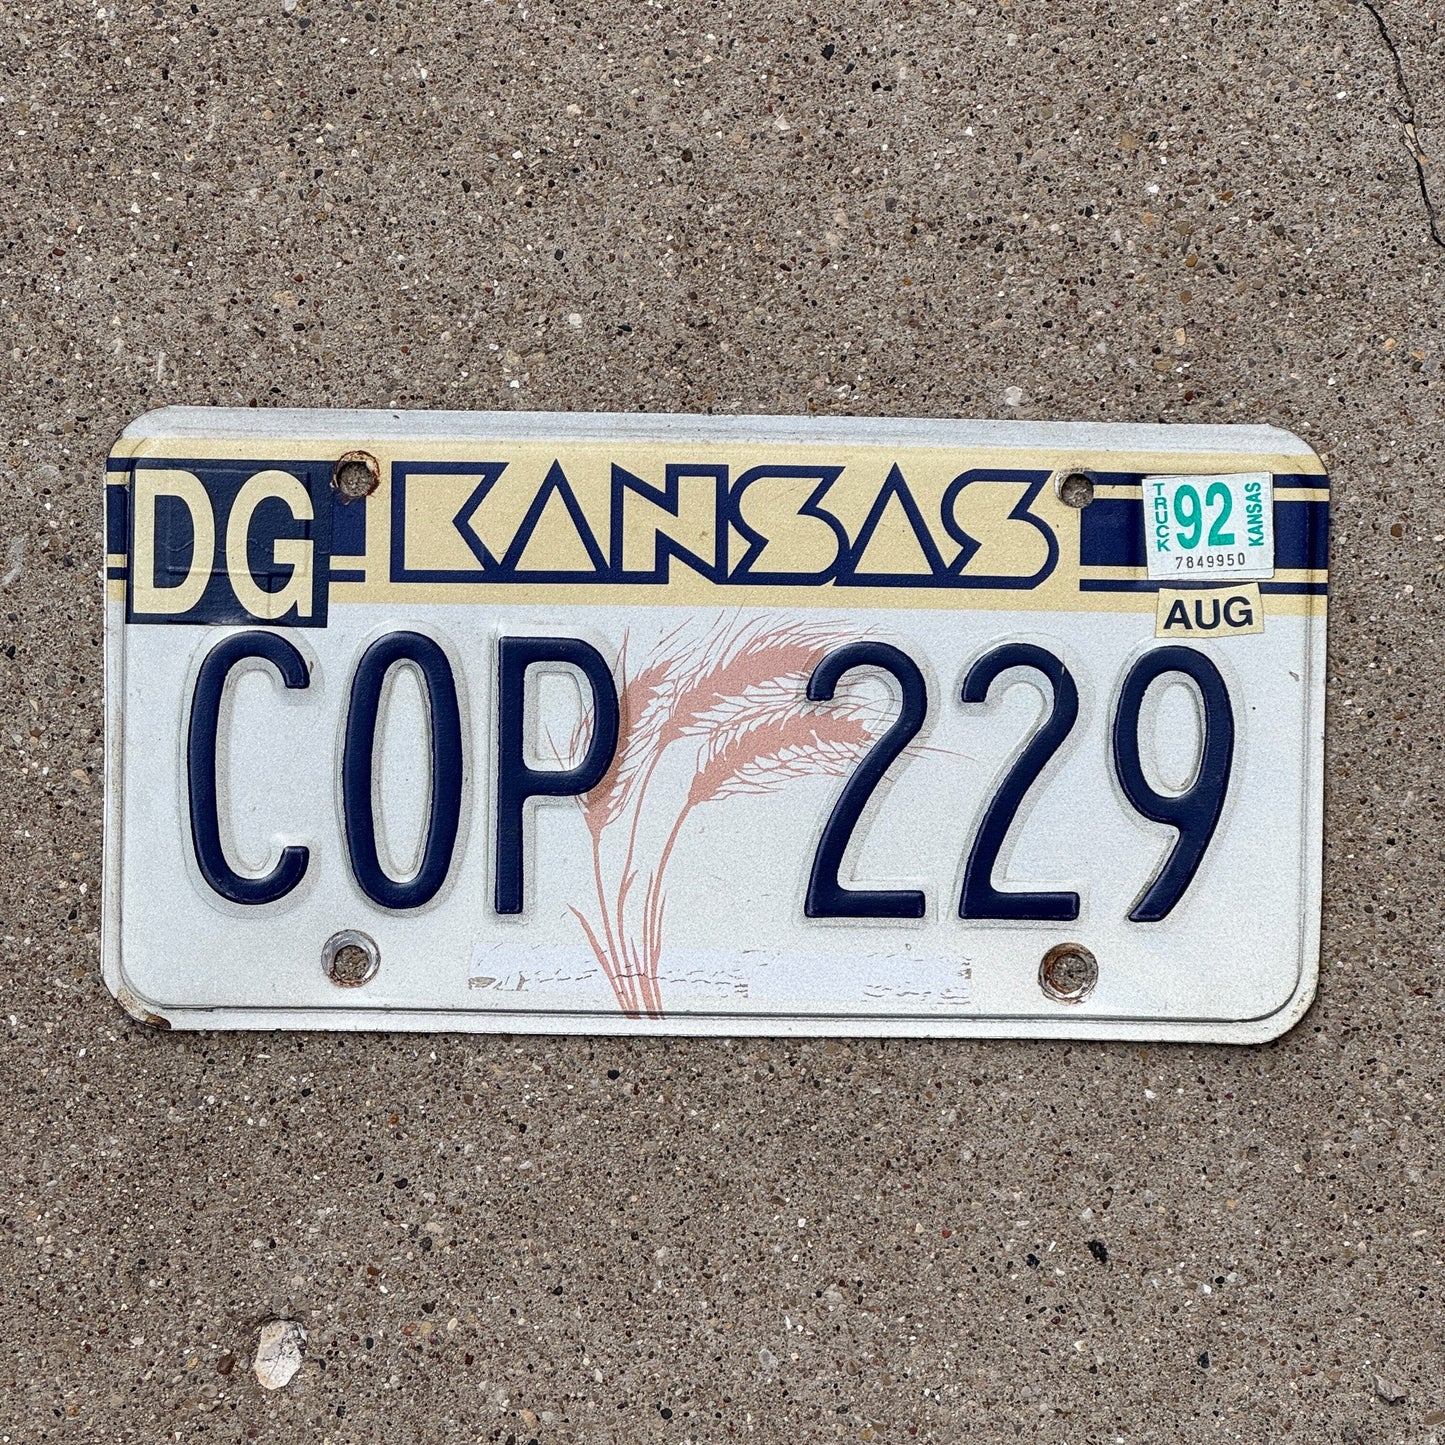 DG KANSAS
TRUCK 92 KANSAS
7849950
AUG
COP 229